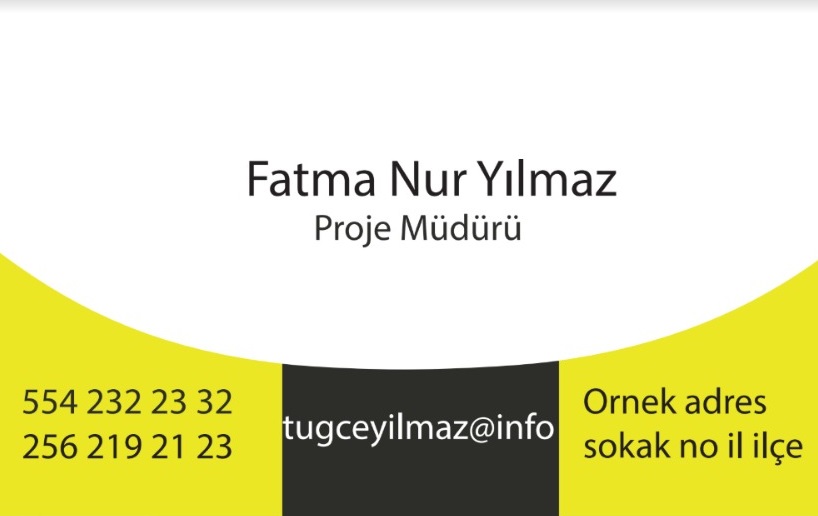 Fatma Nur Yılmaz
Proje Müdürü
554 232 23 32
256 219 21 23
tugceyilmaz@info
Ornek adres
sokak no il ilçe